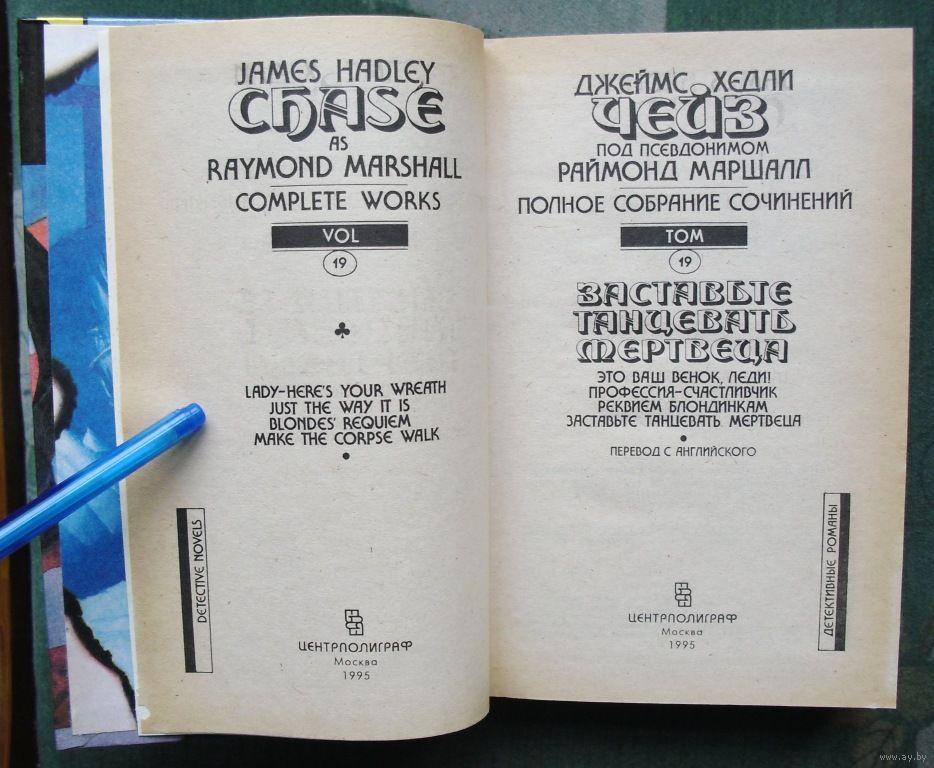 JAMES HADLEY
CHASE
AS
RAYMOND MARSHALL
COMPLETE WORKS
VOL
19
LADY-HERE'S YOUR WREATH
JUST THE WAY IT IS
BLONDES' REQUIEM
MAKE THE CORPSE WALK
DETECTIVE NOVELS
ЦЕНТРПОЛИГРАФ
Москва
1995
ДЖЕЙМС ХЕДЛИ
ЧЕЙЗ
ПОД ПСЕВДОНИМОМ
РАЙМОНД МАРШАЛЛ
ПОЛНОЕ СОБРАНИЕ СОЧИНЕНИЙ
ТОМ
19
ЗАСТАВЬТЕ
ТАНЦЕВАТЬ
МЕРТВЕЦА
ЭТО ВАШ ВЕНОК, ЛЕДИ!
ПРОФЕССИЯ-СЧАСТЛИВЧИК
РЕКВИЕМ БЛОНДИНКАМ
ЗАСТАВЬТЕ ТАНЦЕВАТЬ МЕРТВЕЦА
ПЕРЕВОД С АНГЛИЙСКОГО
ДЕТЕКТИВНЫЕ РОМАНЫ
ЦЕНТРПОЛИГРАФ
Москва
1995
www.ay.by